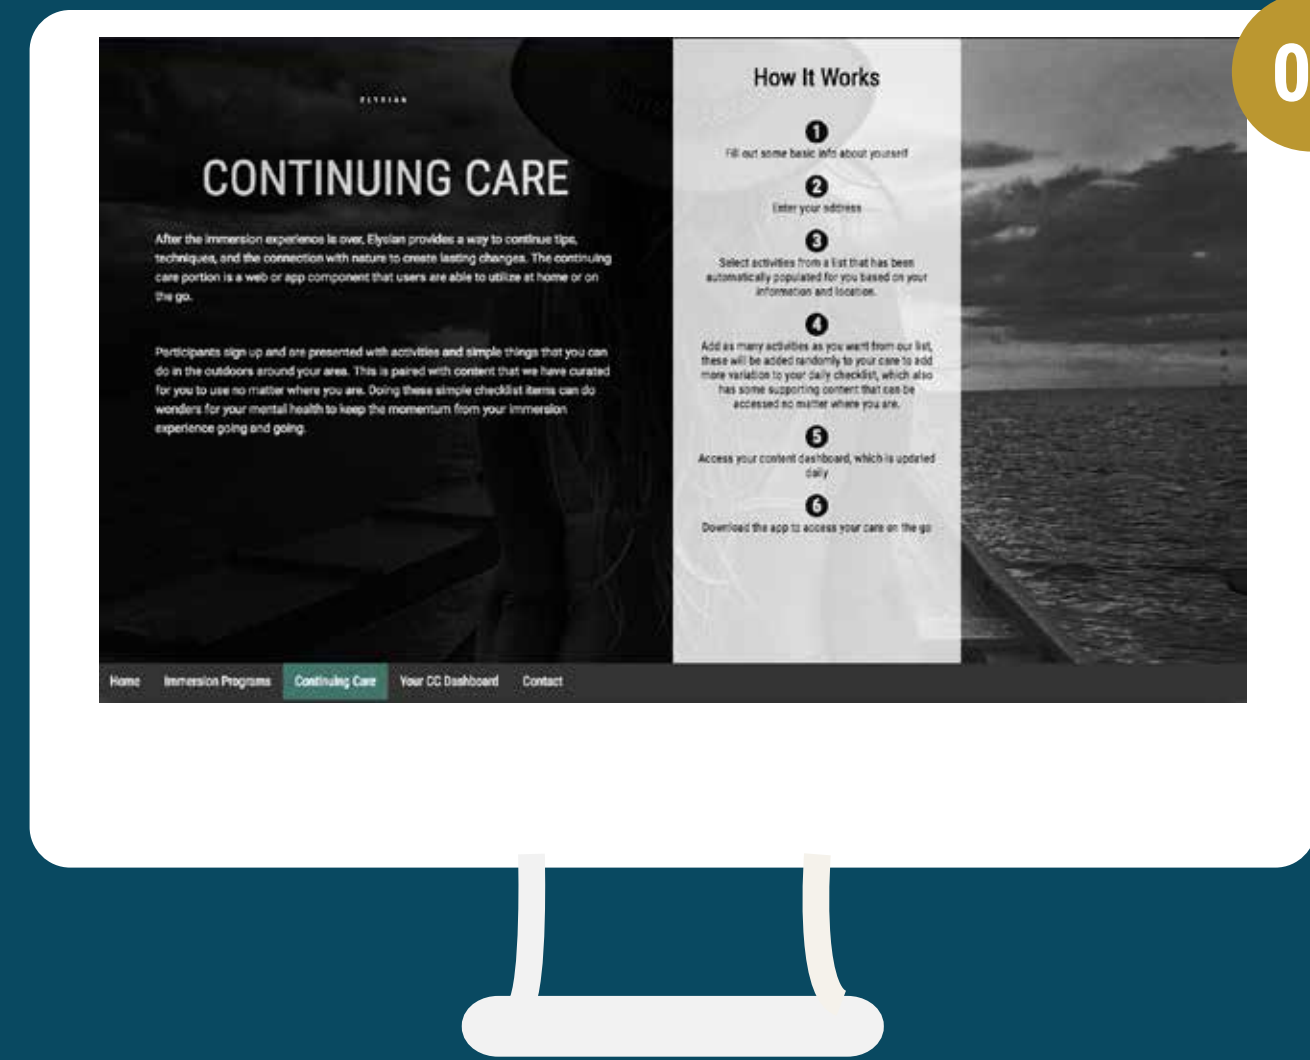 0
ELYSIAN
CONTINUING CARE
After the immersion experience is over, Elysian provides a way to continue tips,
techniques, and the connection with nature to create lasting changes. The continuing
care portion is a web or app component that users are able to utilize at home or on
the go.
Participants sign up and are presented with activities and simple things that you can
do in the outdoors around your area. This is paired with content that we have curated
for you to use no matter where you are. Doing these simple checklist items can do
wonders for your mental health to keep the momentum from your immersion
experience going and going.
How It Works
1
Fill out some basic info about yourself
2
Enter your address
3
Select activities from a list that has been
automatically populated for you based on your
information and location.
4
Add as many activities as you want from our list,
these will be added randomly to your care to add
more variation to your daily checklist, which also
has some supporting content that can be
accessed no matter where you are.
5
Access your content dashboard, which is updated
daily
6
Download the app to access your care on the go
Home Immersion Programs Continuing Care Your CC Dashboard Contact